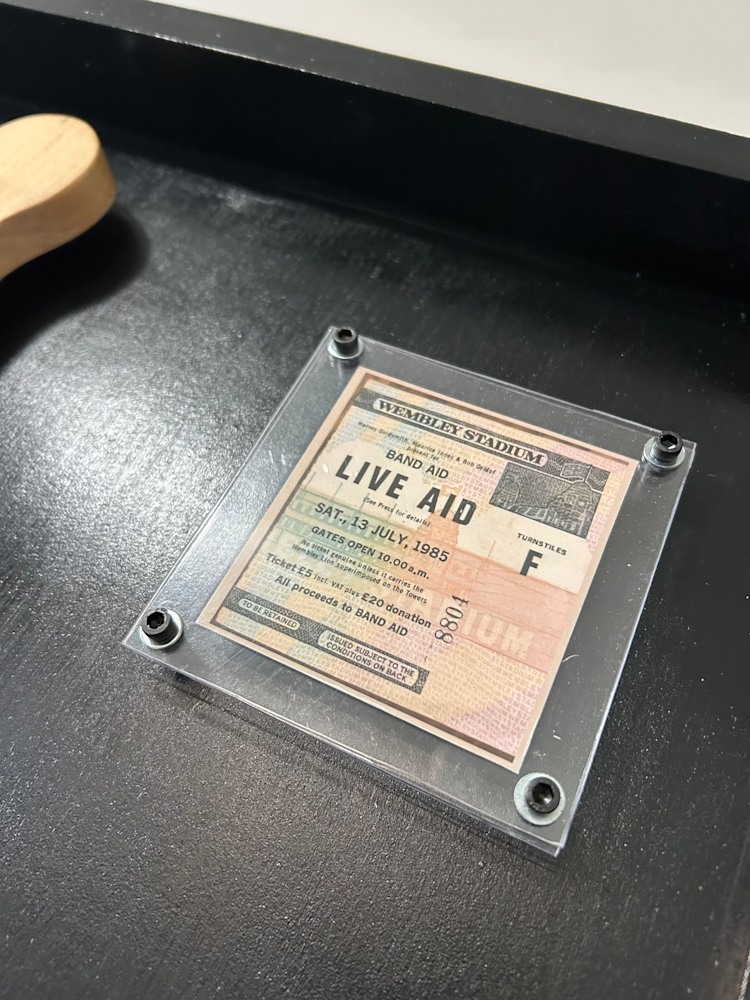 WEMBLEY STADIUM
Harvey Goldsmith, Maurice Jones & Bob Geldof
present for
BAND AID
LIVE AID
(See Press for details)
SAT., 13 JULY, 1985
GATES OPEN 10.00 a.m.
No ticket genuine unless it carries the
Wembley Lion superimposed on the Towers
Ticket £5 incl. VAT plus £20 donation
All proceeds to BAND AID
TURNSTILES
F
8804
TO BE RETAINED
ISSUED SUBJECT TO THE
CONDITIONS ON BACK